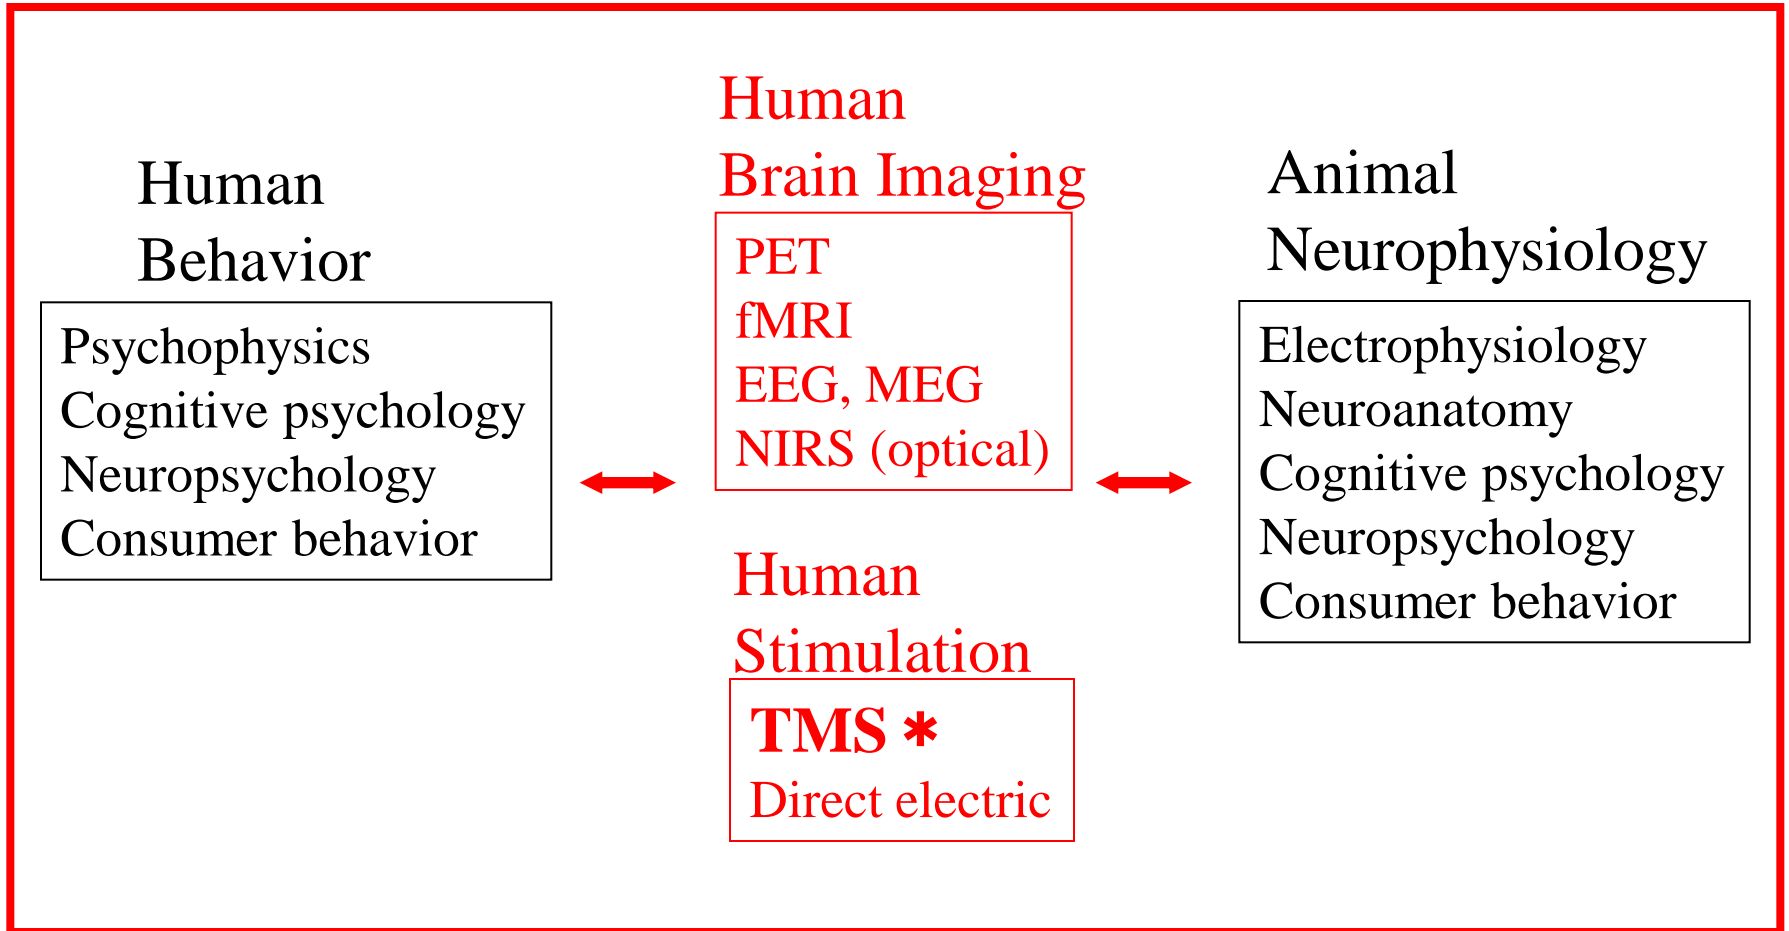 Human
Behavior
Psychophysics
Cognitive psychology
Neuropsychology
Consumer behavior
Human
Brain Imaging
PET
fMRI
EEG, MEG
NIRS (optical)
Human
Stimulation
TMS *
Direct electric
Animal
Neurophysiology
Electrophysiology
Neuroanatomy
Cognitive psychology
Neuropsychology
Consumer behavior